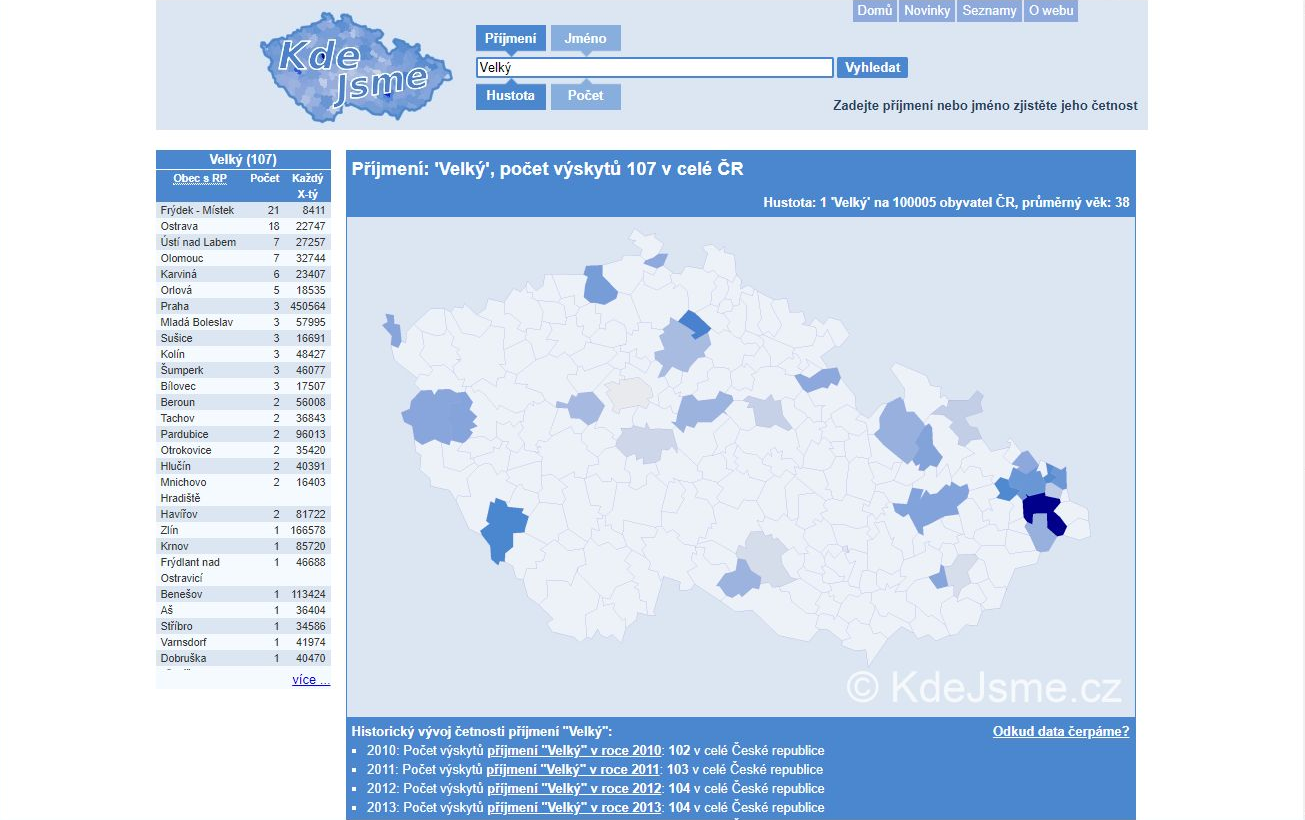 Domů Novinky Seznamy O webu
Kde
Jsme
Příjmení Jméno
Velký Vyhledat
Hustota Počet
Zadejte příjmení nebo jméno zjistěte jeho četnost
Velký (107)
Obec s RP Počet Každý X-tý
Frýdek - Místek 21 8411
Ostrava 18 22747
Ústí nad Labem 7 27257
Olomouc 7 32744
Karviná 6 23407
Orlová 5 18535
Praha 3 450564
Mladá Boleslav 3 57995
Sušice 3 16691
Kolín 3 48427
Šumperk 3 46077
Bílovec 3 17507
Beroun 2 56008
Tachov 2 36843
Pardubice 2 96013
Otrokovice 2 35420
Hlučín 2 40391
Mnichovo Hradiště 2 16403
Havířov 2 81722
Zlín 1 166578
Krnov 1 85720
Frýdlant nad Ostravicí 1 46688
Benešov 1 113424
Aš 1 36404
Stříbro 1 34586
Varnsdorf 1 41974
Dobruška 1 40470
více ...
Příjmení: 'Velký', počet výskytů 107 v celé ČR
Hustota: 1 'Velký' na 100005 obyvatel ČR, průměrný věk: 38
© KdeJsme.cz
Historický vývoj četnosti příjmení "Velký": Odkud data čerpáme?
2010: Počet výskytů příjmení "Velký" v roce 2010: 102 v celé České republice
2011: Počet výskytů příjmení "Velký" v roce 2011: 103 v celé České republice
2012: Počet výskytů příjmení "Velký" v roce 2012: 104 v celé České republice
2013: Počet výskytů příjmení "Velký" v roce 2013: 104 v celé České republice